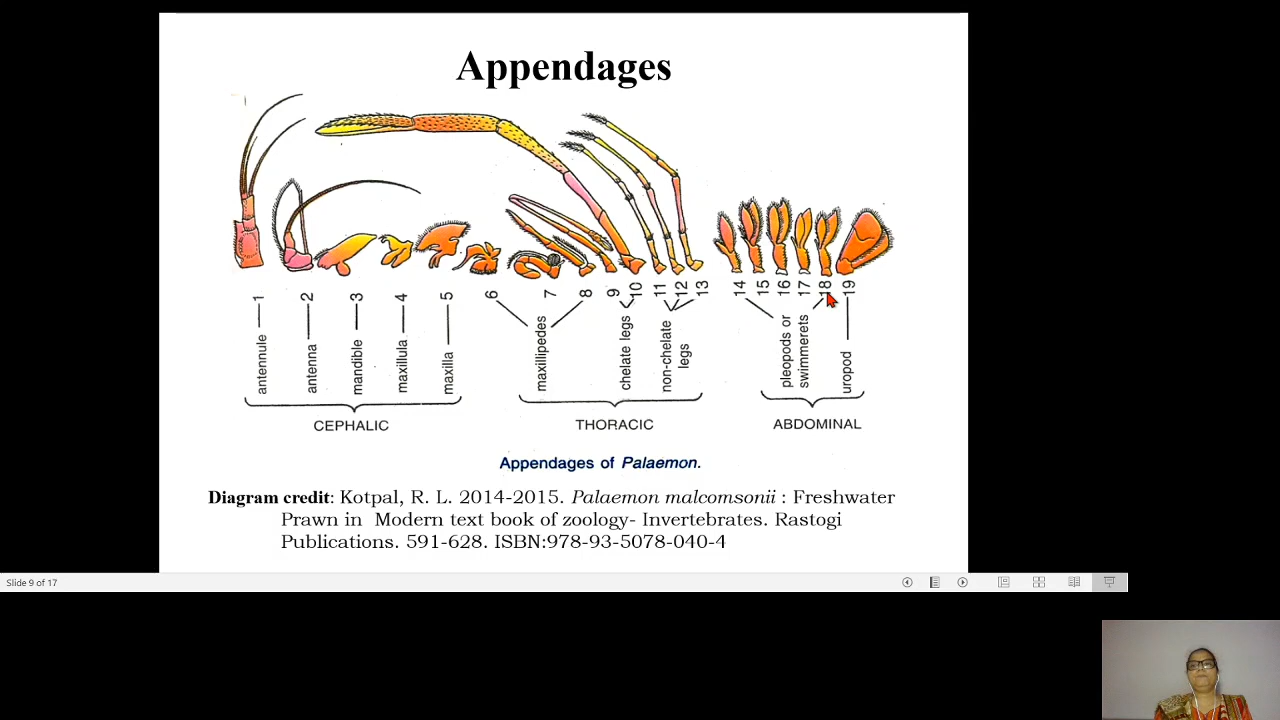 Appendages
1
2
3
4
5
6
7
8
9
10
11
12
13
14
15
16
17
18
19
antennule
antenna
mandible
maxillula
maxilla
maxillipedes
chelate legs
non-chelate
legs
pleopods or
swimmerets
uropod
CEPHALIC
THORACIC
ABDOMINAL
Appendages of Palaemon.
Diagram credit: Kotpal, R. L. 2014-2015. Palaemon malcomsonii : Freshwater
Prawn in Modern text book of zoology- Invertebrates. Rastogi
Publications. 591-628. ISBN:978-93-5078-040-4
Slide 9 of 17